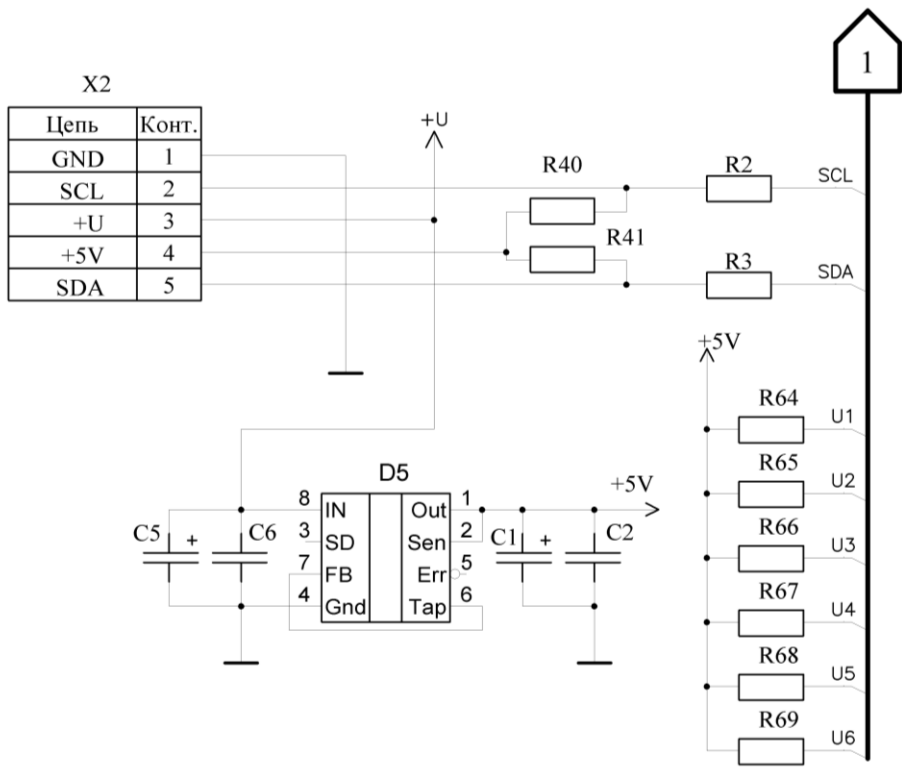 1
X2
Цепь Конт.
GND 1
SCL 2
+U 3
+5V 4
SDA 5
+U
R40
R41
R2
SCL
R3
SDA
+5V
R64 U1
R65 U2
R66 U3
R67 U4
R68 U5
R69 U6
D5
8 IN Out 1
3 SD Sen 2
7 FB Err 5
4 Gnd Tap 6
C5 + C6
C1 + C2
+5V